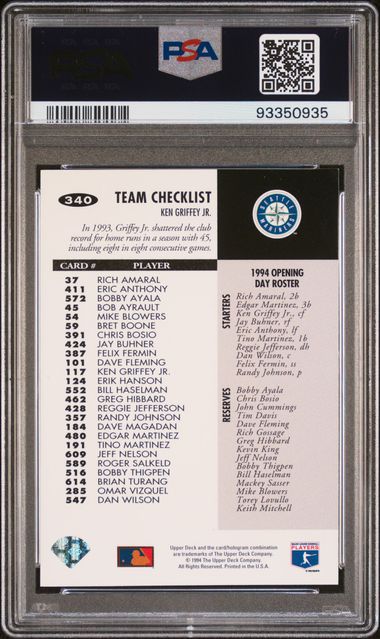 PSA
93350935
340
TEAM CHECKLIST
KEN GRIFFEY JR.
In 1993, Griffey Jr. shattered the club
record for home runs in a season with 45,
including eight in eight consecutive games.
CARD # PLAYER
37 RICH AMARAL
411 ERIC ANTHONY
572 BOBBY AYALA
45 BOB AYRAULT
54 MIKE BLOWERS
59 BRET BOONE
391 CHRIS BOSIO
424 JAY BUHNER
387 FELIX FERMIN
101 DAVE FLEMING
117 KEN GRIFFEY JR.
124 ERIK HANSON
552 BILL HASELMAN
462 GREG HIBBARD
428 REGGIE JEFFERSON
357 RANDY JOHNSON
184 DAVE MAGADAN
480 EDGAR MARTINEZ
191 TINO MARTINEZ
609 JEFF NELSON
589 ROGER SALKELD
516 BOBBY THIGPEN
614 BRIAN TURANG
285 OMAR VIZQUEL
547 DAN WILSON
SEATTLE
MARINERS
1994 OPENING
DAY ROSTER
STARTERS
Rich Amaral, 2b
Edgar Martinez, 3b
Ken Griffey Jr., cf
Jay Buhner, rf
Eric Anthony, lf
Tino Martinez, 1b
Reggie Jefferson, dh
Dan Wilson, c
Felix Fermin, ss
Randy Johnson, p
RESERVES
Bobby Ayala
Chris Bosio
John Cummings
Tim Davis
Dave Fleming
Rich Gossage
Greg Hibbard
Kevin King
Jeff Nelson
Bobby Thigpen
Bill Haselman
Mackey Sasser
Mike Blowers
Torey Lovullo
Keith Mitchell
Upper Deck and the card/hologram combination
are trademarks of The Upper Deck Company.
© 1994 The Upper Deck Company.
All Rights Reserved. Printed in the U.S.A.
PLAYERS